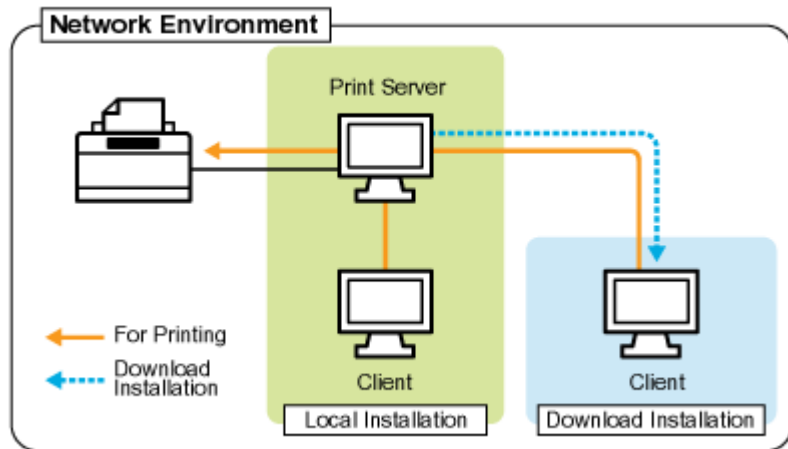 Network Environment
Print Server
For Printing
Download
Installation
Client
Local Installation
Client
Download Installation